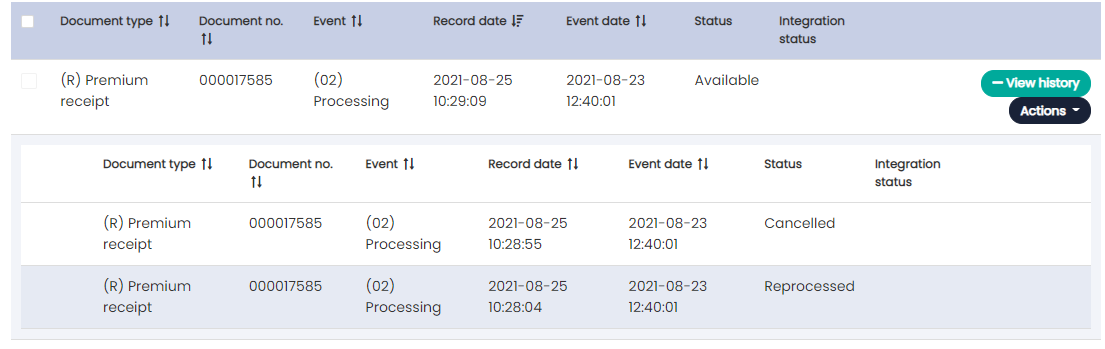 Document type Document no. Event Record date Event date Status Integration status
(R) Premium receipt 000017585 (02) Processing 2021-08-25 10:29:09 2021-08-23 12:40:01 Available
View history
Actions
Document type Document no. Event Record date Event date Status Integration status
(R) Premium receipt 000017585 (02) Processing 2021-08-25 10:28:55 2021-08-23 12:40:01 Cancelled
(R) Premium receipt 000017585 (02) Processing 2021-08-25 10:28:04 2021-08-23 12:40:01 Reprocessed